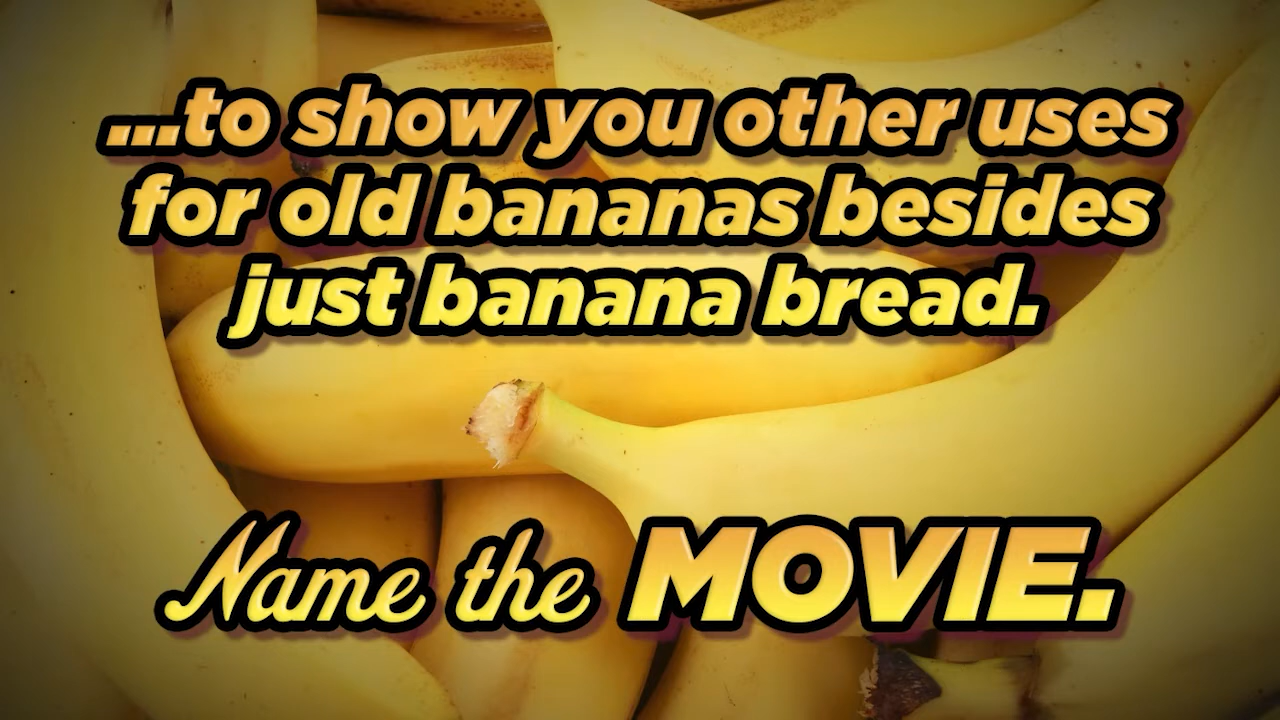 ...to show you other uses
for old bananas besides
just banana bread.
Name the MOVIE.